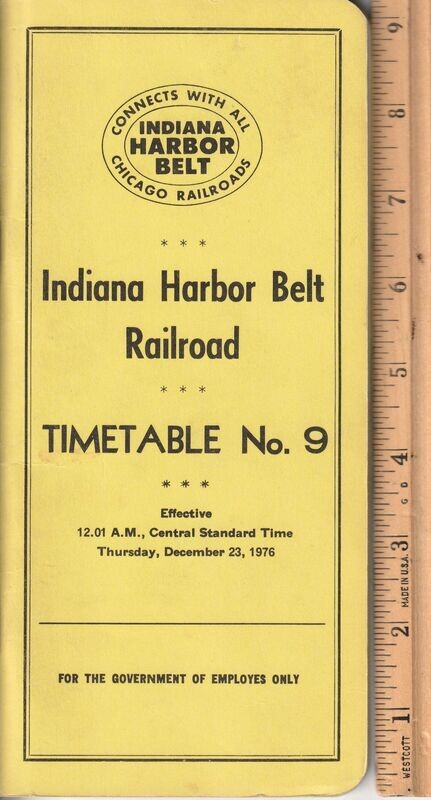 CONNECTS WITH ALL
INDIANA
HARBOR
BELT
CHICAGO RAILROADS
* * *
Indiana Harbor Belt
Railroad
* * *
TIMETABLE No. 9
* * *
Effective
12.01 A.M., Central Standard Time
Thursday, December 23, 1976
FOR THE GOVERNMENT OF EMPLOYES ONLY
9
8
7
6
5
4
G D
3
MADE IN U.S.A.
2
1
WESTCOTT